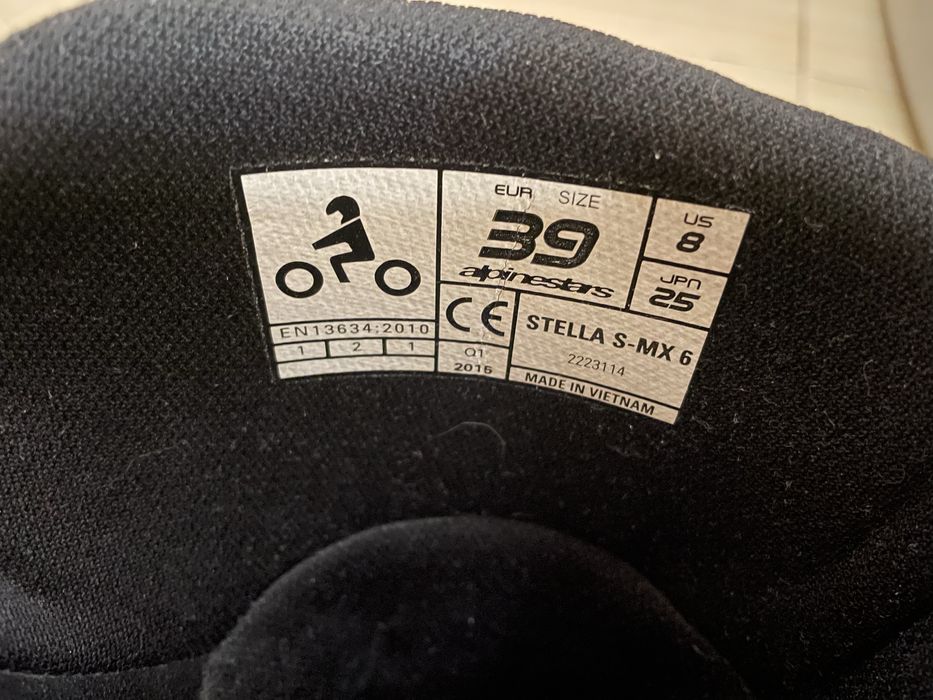 EUR SIZE
39
alpinestars
US
8
JPN
25
EN13634:2010
1 2 1
CE
Q1
2015
STELLA S-MX 6
2223114
MADE IN VIETNAM